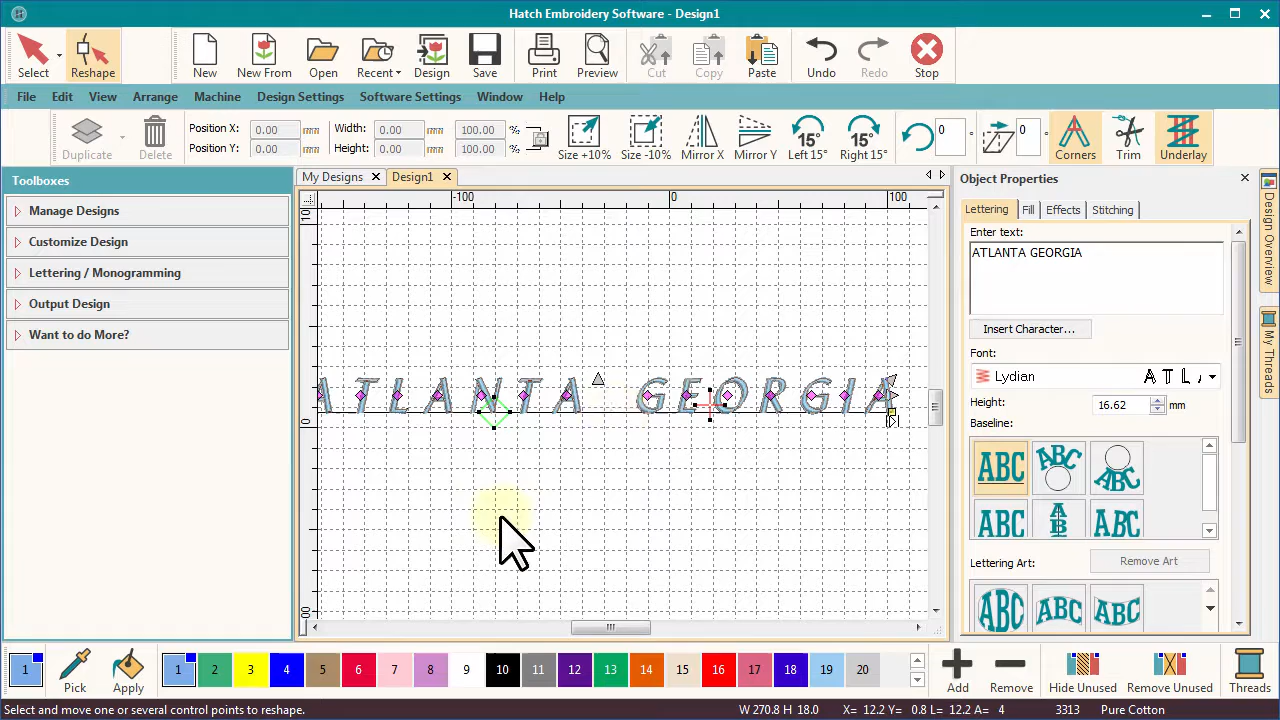 Hatch Embroidery Software - Design1
Select Reshape New New From Open Recent Design Save Print Preview Cut Copy Paste Undo Redo Stop
File Edit View Arrange Machine Design Settings Software Settings Window Help
Duplicate Delete
Position X: 0.00 mm Width: 0.00 mm 100.00 %
Position Y: 0.00 mm Height: 0.00 mm 100.00 %
Size +10% Size -10% Mirror X Mirror Y Left 15° Right 15° 0 ° 0 ° Corners Trim Underlay
15° 15°
Toolboxes
Manage Designs
Customize Design
Lettering / Monogramming
Output Design
Want to do More?
My Designs Design1
-100 0 100
0
ATLANTA GEORGIA
Object Properties
Lettering Fill Effects Stitching
Enter text:
ATLANTA GEORGIA
Insert Character...
Font:
Lydian A T L
Height: 16.62 mm
Baseline:
ABC ABC ABC
ABC AB ABC
Lettering Art: Remove Art
ABC ABC ABC
Design Overview
My Threads
1 Pick Apply 1 2 3 4 5 6 7 8 9 10 11 12 13 14 15 16 17 18 19 20 Add Remove Hide Unused Remove Unused Threads
Select and move one or several control points to reshape. W 270.8 H 18.0 X= 12.2 Y= 0.8 L= 12.2 A= 4 3313 Pure Cotton